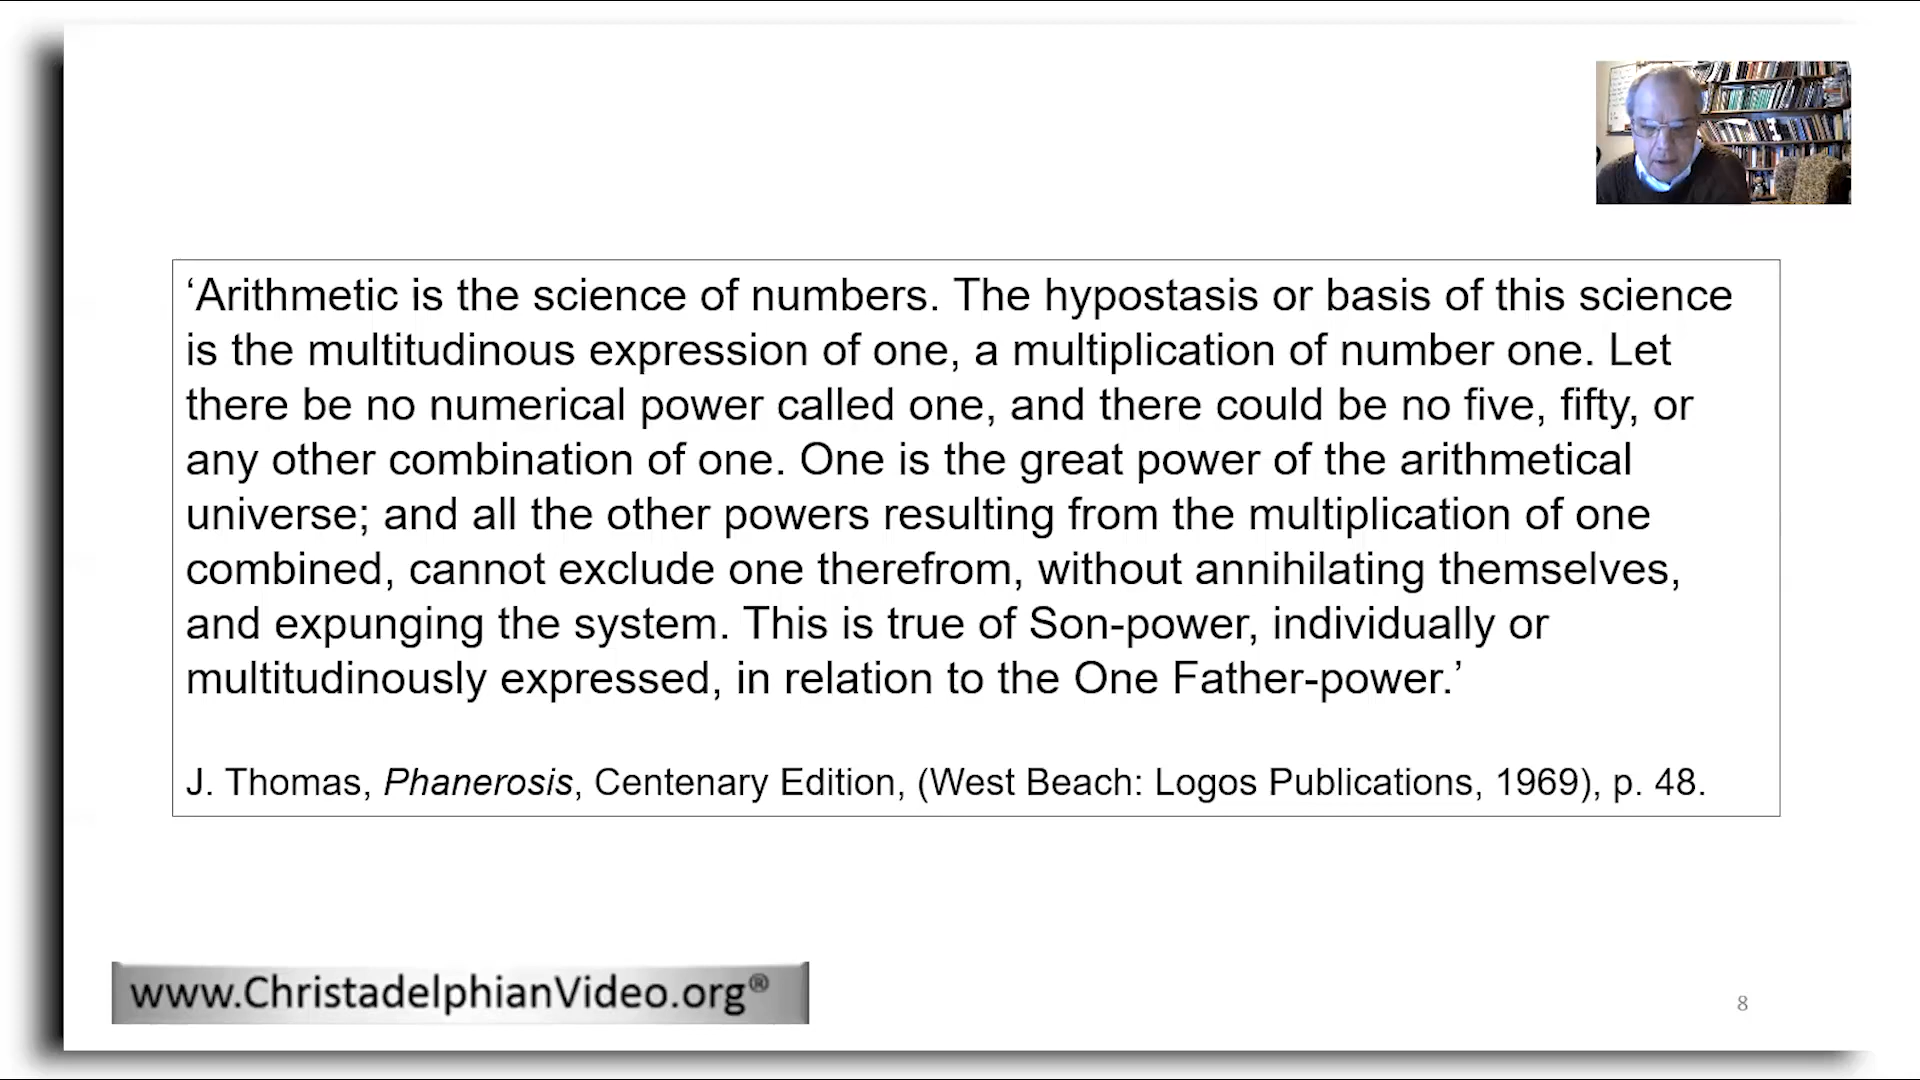 ‘Arithmetic is the science of numbers. The hypostasis or basis of this science
is the multitudinous expression of one, a multiplication of number one. Let
there be no numerical power called one, and there could be no five, fifty, or
any other combination of one. One is the great power of the arithmetical
universe; and all the other powers resulting from the multiplication of one
combined, cannot exclude one therefrom, without annihilating themselves,
and expunging the system. This is true of Son-power, individually or
multitudinously expressed, in relation to the One Father-power.’
J. Thomas, Phanerosis, Centenary Edition, (West Beach: Logos Publications, 1969), p. 48.
www.ChristadelphianVideo.org®
8